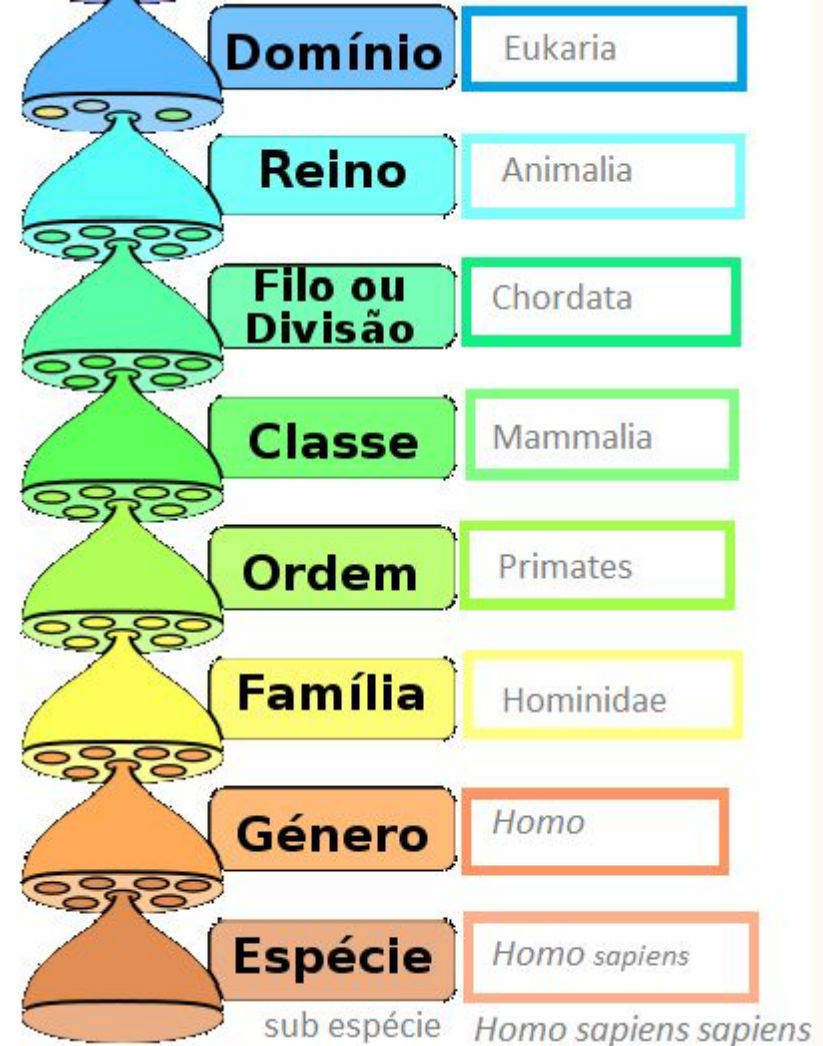 Domínio Eukaria
Reino Animalia
Filo ou
Divisão Chordata
Classe Mammalia
Ordem Primates
Família Hominidae
Género Homo
Espécie Homo sapiens
sub espécie Homo sapiens sapiens